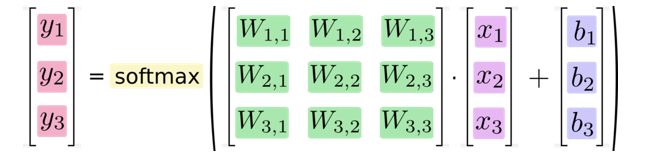 y₁ W₁,₁ W₁,₂ W₁,₃ x₁ b₁
y₂ = softmax W₂,₁ W₂,₂ W₂,₃ · x₂ + b₂
y₃ W₃,₁ W₃,₂ W₃,₃ x₃ b₃